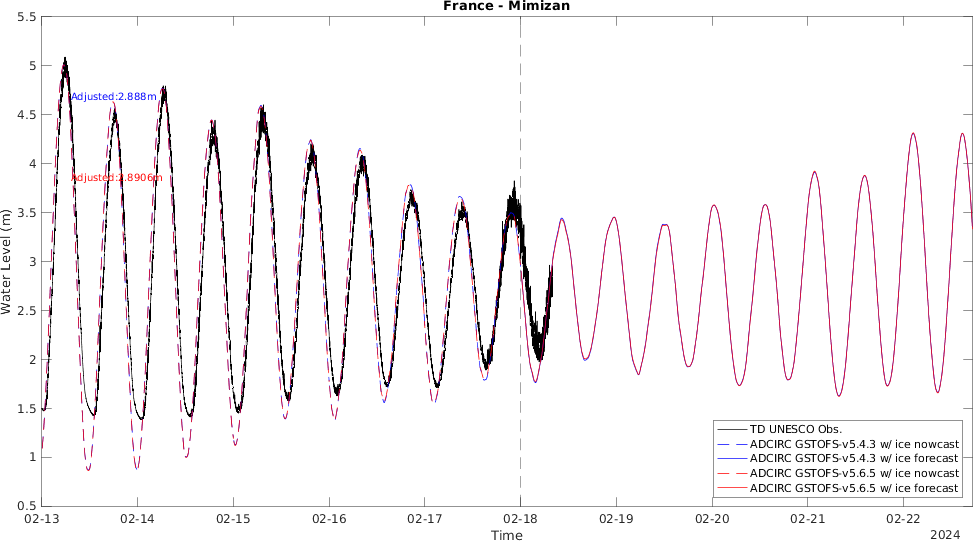 France - Mimizan
5.5
5
4.5
4
3.5
3
2.5
2
1.5
1
0.5
Water Level (m)
Adjusted:2.888m
Adjusted:2.8906m
TD UNESCO Obs.
ADCIRC GSTOFS-v5.4.3 w/ ice nowcast
ADCIRC GSTOFS-v5.4.3 w/ ice forecast
ADCIRC GSTOFS-v5.6.5 w/ ice nowcast
ADCIRC GSTOFS-v5.6.5 w/ ice forecast
02-13 02-14 02-15 02-16 02-17 02-18 02-19 02-20 02-21 02-22
Time
2024